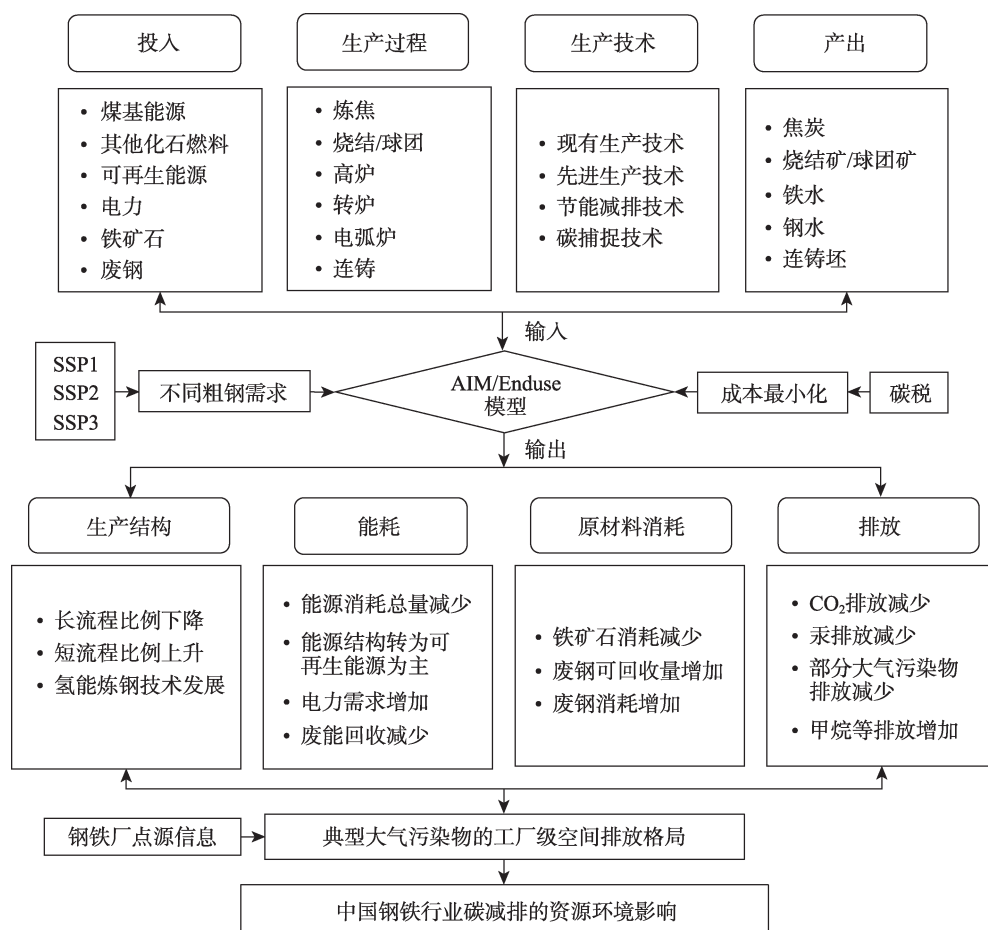 投入
生产过程
生产技术
产出
• 煤基能源
• 其他化石燃料
• 可再生能源
• 电力
• 铁矿石
• 废钢
• 炼焦
• 烧结/球团
• 高炉
• 转炉
• 电弧炉
• 连铸
• 现有生产技术
• 先进生产技术
• 节能减排技术
• 碳捕捉技术
• 焦炭
• 烧结矿/球团矿
• 铁水
• 钢水
• 连铸坯
输入
SSP1
SSP2
SSP3
不同粗钢需求
AIM/Enduse
模型
成本最小化
碳税
输出
生产结构
能耗
原材料消耗
排放
• 长流程比例下降
• 短流程比例上升
• 氢能炼钢技术发展
• 能源消耗总量减少
• 能源结构转为可
再生能源为主
• 电力需求增加
• 废能回收减少
• 铁矿石消耗减少
• 废钢可回收量增加
• 废钢消耗增加
• CO₂排放减少
• 汞排放减少
• 部分大气污染物
排放减少
• 甲烷等排放增加
钢铁厂点源信息
典型大气污染物的工厂级空间排放格局
中国钢铁行业碳减排的资源环境影响